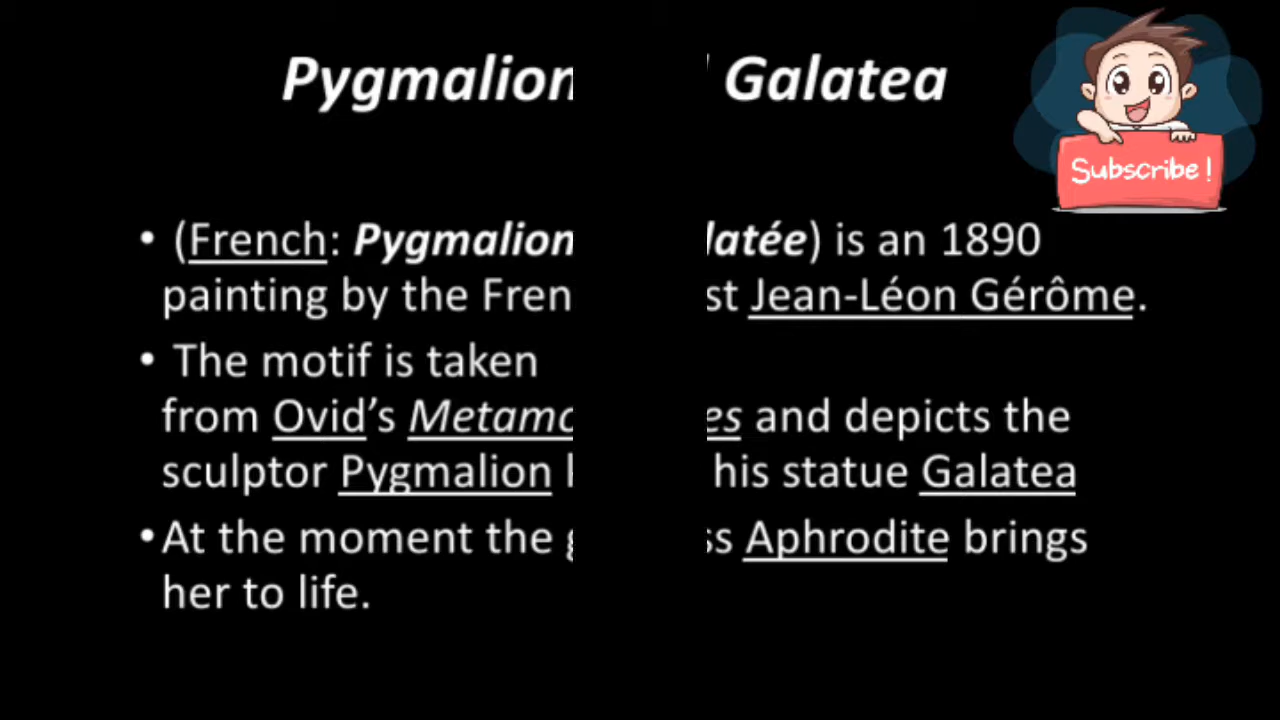 Pygmalion Galatea
Subscribe !
• (French: Pygmalion latée) is an 1890
painting by the Fren st Jean-Léon Gérôme.
• The motif is taken
from Ovid's Metamo es and depicts the
sculptor Pygmalion his statue Galatea
•At the moment the ss Aphrodite brings
her to life.